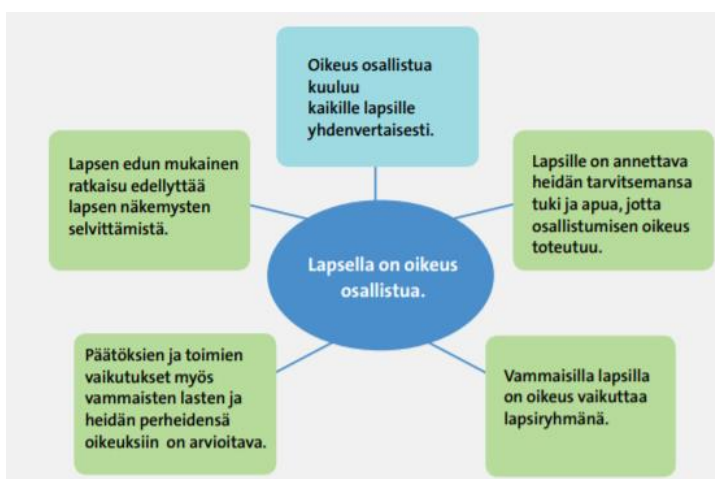 Oikeus osallistua
kuuluu
kaikille lapsille
yhdenvertaisesti.
Lapsen edun mukainen
ratkaisu edellyttää
lapsen näkemysten
selvittämistä.
Lapsille on annettava
heidän tarvitsemansa
tuki ja apua, jotta
osallistumisen oikeus
toteutuu.
Lapsella on oikeus
osallistua.
Päätöksien ja toimien
vaikutukset myös
vammaisten lasten ja
heidän perheidensä
oikeuksiin on arvioitava.
Vammaisilla lapsilla
on oikeus vaikuttaa
lapsiryhmänä.